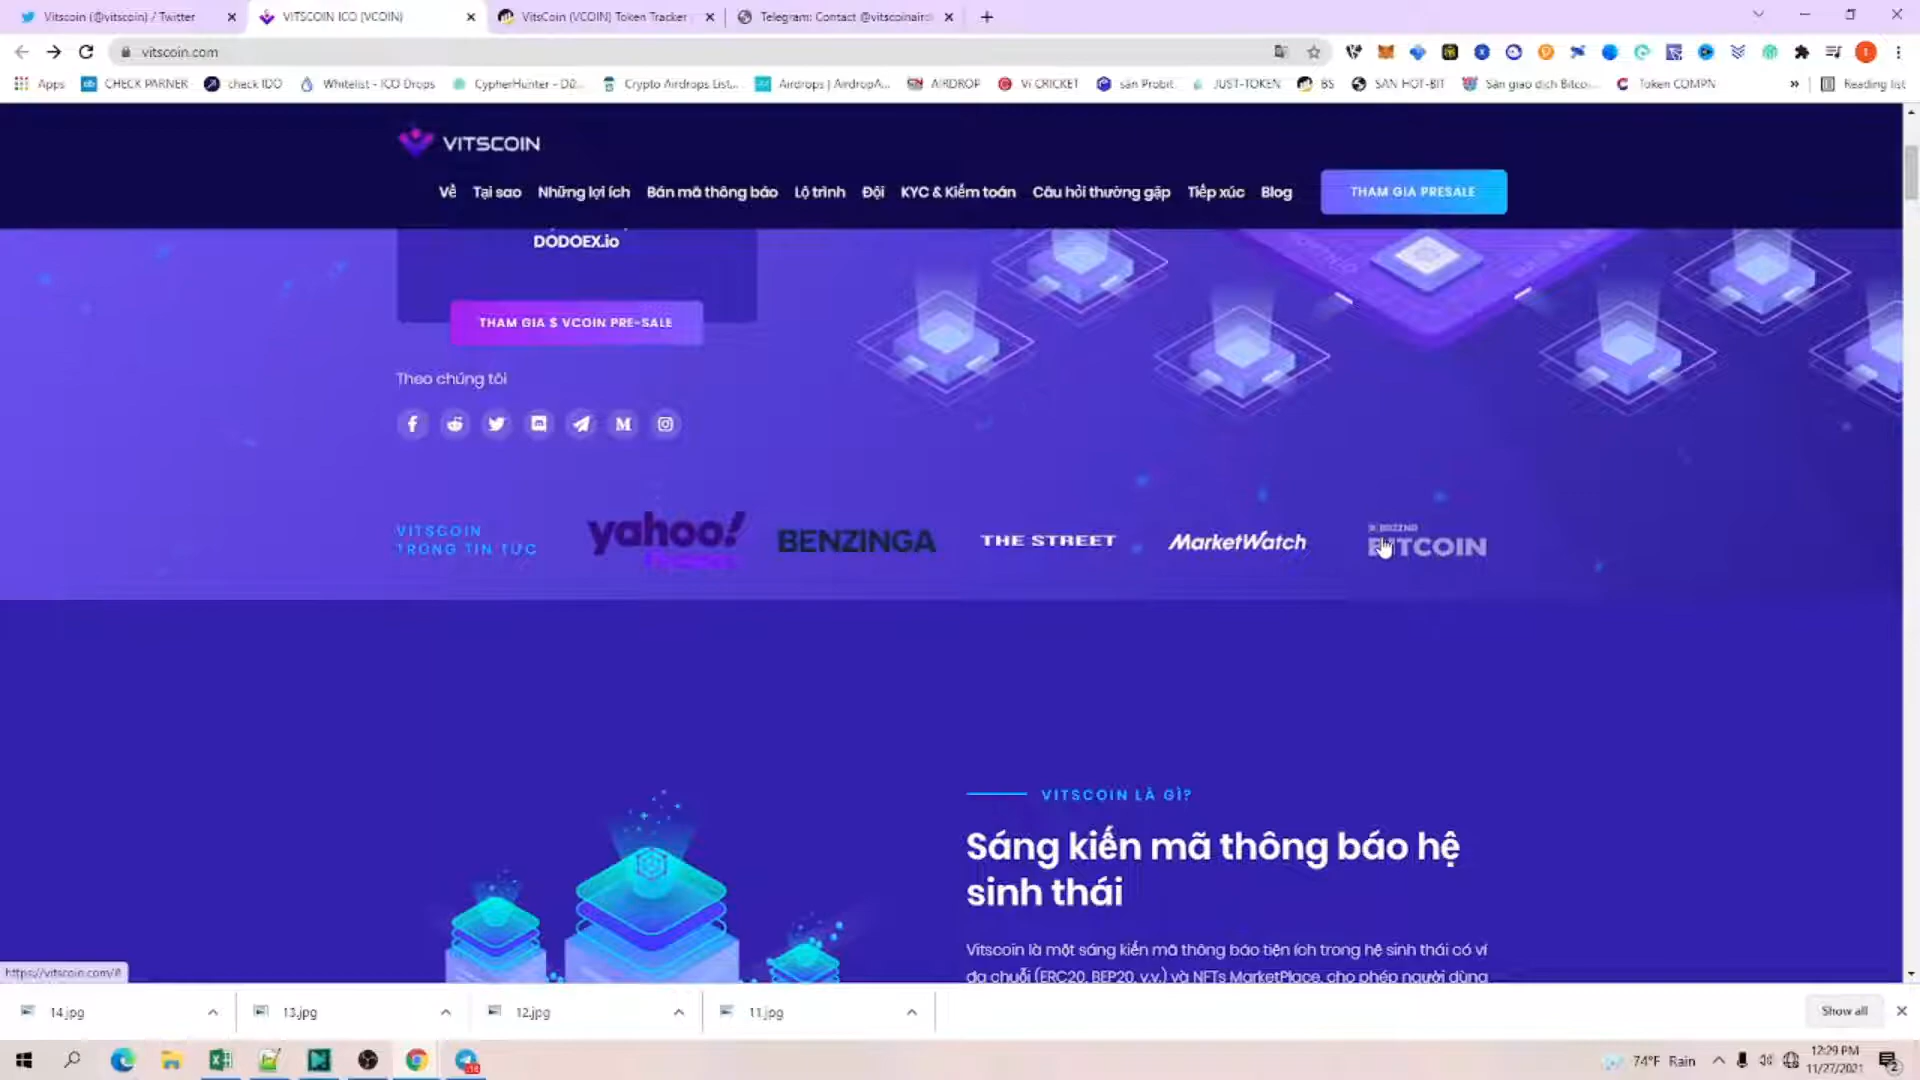 Vitscoin (@vitscoin) / Twitter
VITSCOIN ICO [VCOIN]
VitsCoin (VCOIN) Token Tracker
Telegram: Contact @vitscoinaird
vitscoin.com
Apps
CHECK PARNER
check IDO
Whitelist - ICO Drops
CypherHunter - Dữ...
Crypto Airdrops List,...
Airdrops | AirdropA...
AIRDROP
Ví CRICKET
sàn Probit
JUST-TOKEN
BS
SÀN HOT-BIT
Sàn giao dịch Bitco...
Token COMPN
»
Reading list
VITSCOIN
Về
Tại sao
Những lợi ích
Bán mã thông báo
Lộ trình
Đội
KYC & Kiểm toán
Câu hỏi thường gặp
Tiếp xúc
Blog
THAM GIA PRESALE
DODOEX.io
THAM GIA $ VCOIN PRE-SALE
Theo chúng tôi
VITSCOIN
TRONG TIN TỨC
yahoo!
BENZINGA
THE STREET
MarketWatch
BITCOIN
VITSCOIN LÀ GÌ?
Sáng kiến mã thông báo hệ
sinh thái
Vitscoin là một sáng kiến mã thông báo tiện ích trong hệ sinh thái có ví
đa chuỗi (ERC20, BEP20, v.v.) và NFTs MarketPlace, cho phép người dùng
https://vitscoin.com/#
14.jpg
13.jpg
12.jpg
11.jpg
Show all
74°F Rain
12:29 PM
11/27/2021
2